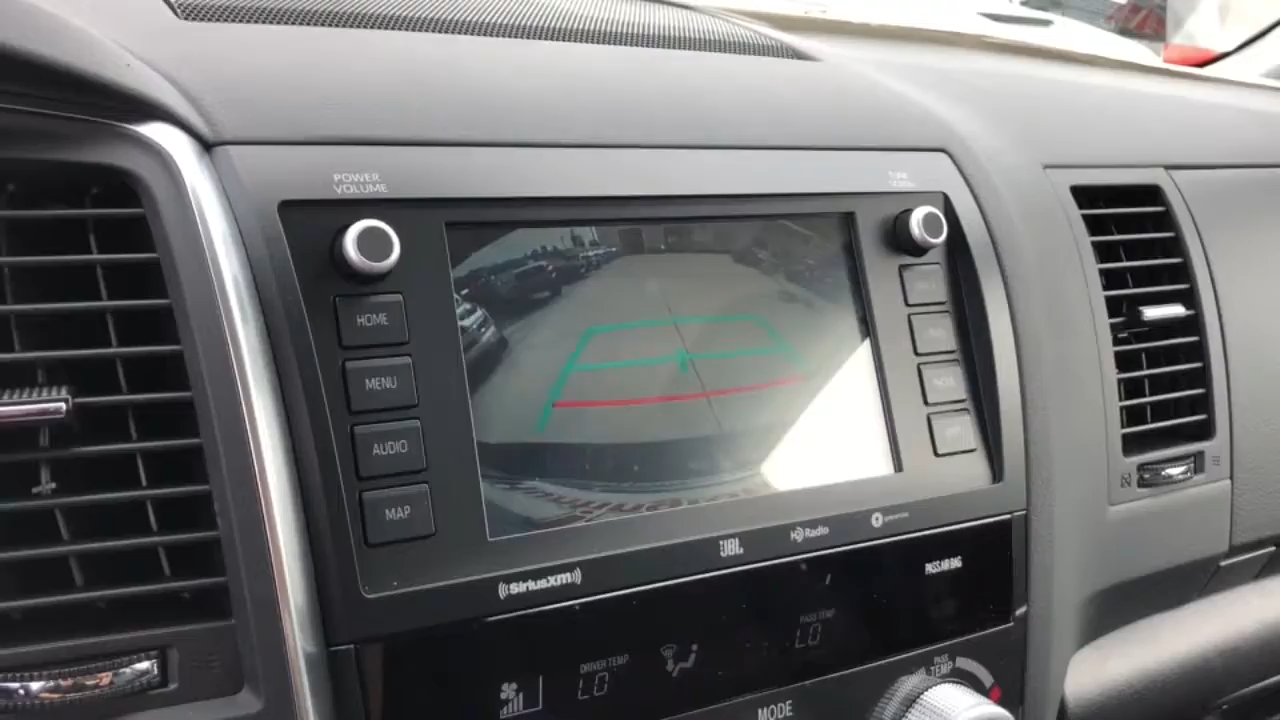 POWER
VOLUME
HOME
MENU
AUDIO
MAP
SiriusXM
JBL
HD Radio
PASS AIR BAG
DRIVER TEMP
LO
PASS TEMP
LO
MODE
PASS
TEMP